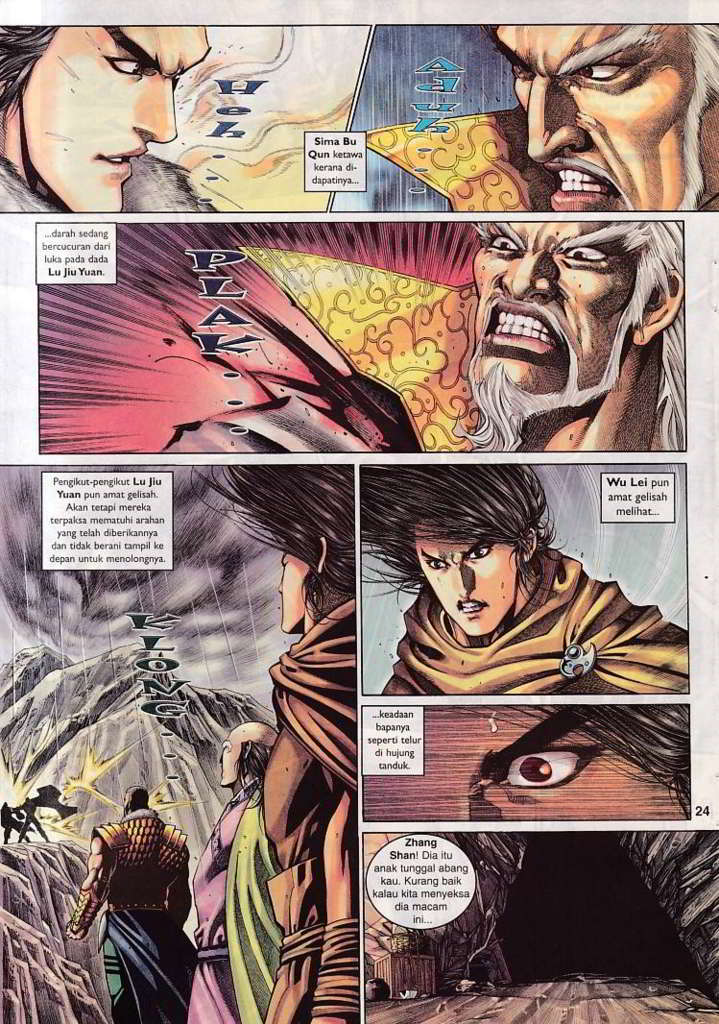 Heh...
Sima Bu
Qun ketawa
kerana di-
dapatinya...
Aduh...
...darah sedang
bercucuran dari
luka pada dada
Lu Jiu Yuan.
PLAK...
Pengikut-pengikut Lu Jiu
Yuan pun amat gelisah.
Akan tetapi mereka
terpaksa mematuhi arahan
yang telah diberikannya
dan tidak berani tampil ke
depan untuk menolongnya.
KLONG...
Wu Lei pun
amat gelisah
melihat...
...keadaan
bapanya
seperti telur
di hujung
tanduk.
24
Zhang
Shan! Dia itu
anak tunggal abang
kau. Kurang baik
kalau kita menyeksa
dia macam
ini...